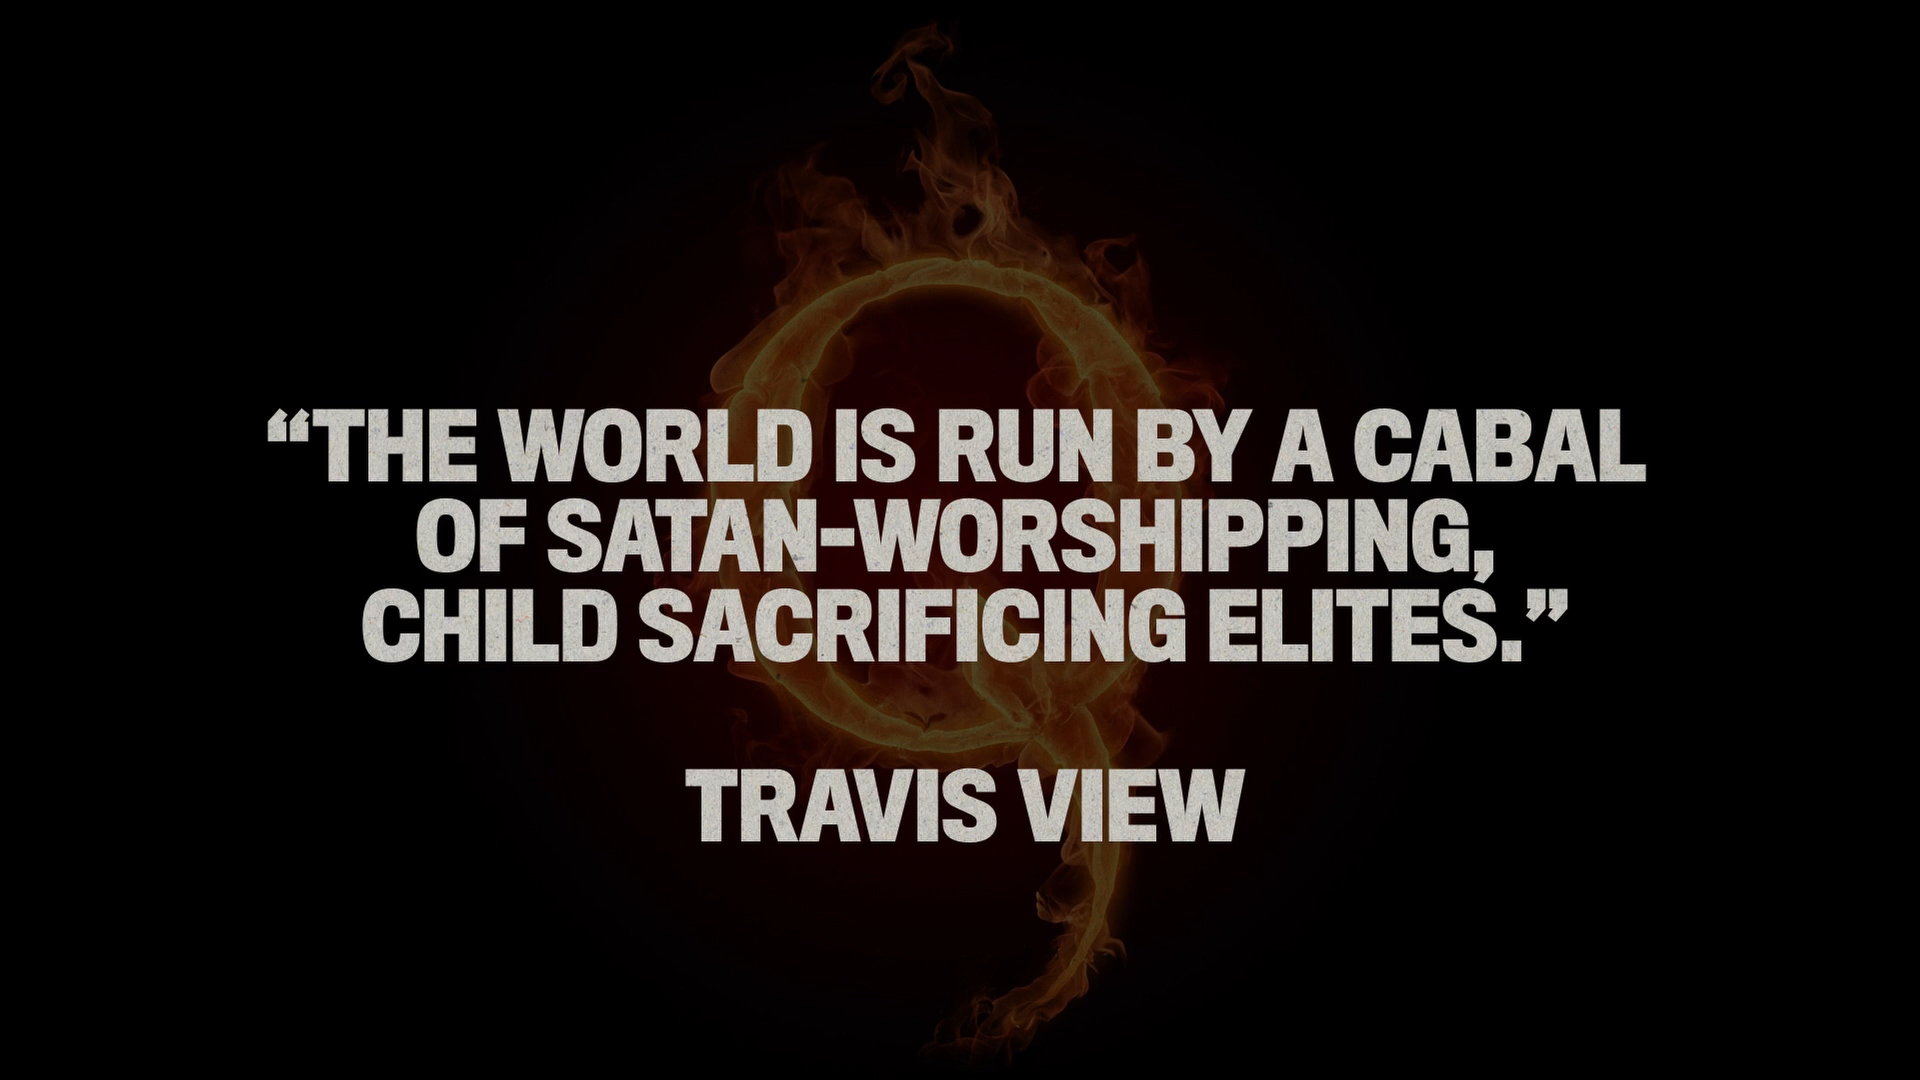 “THE WORLD IS RUN BY A CABAL
OF SATAN-WORSHIPPING,
CHILD SACRIFICING ELITES.”
TRAVIS VIEW